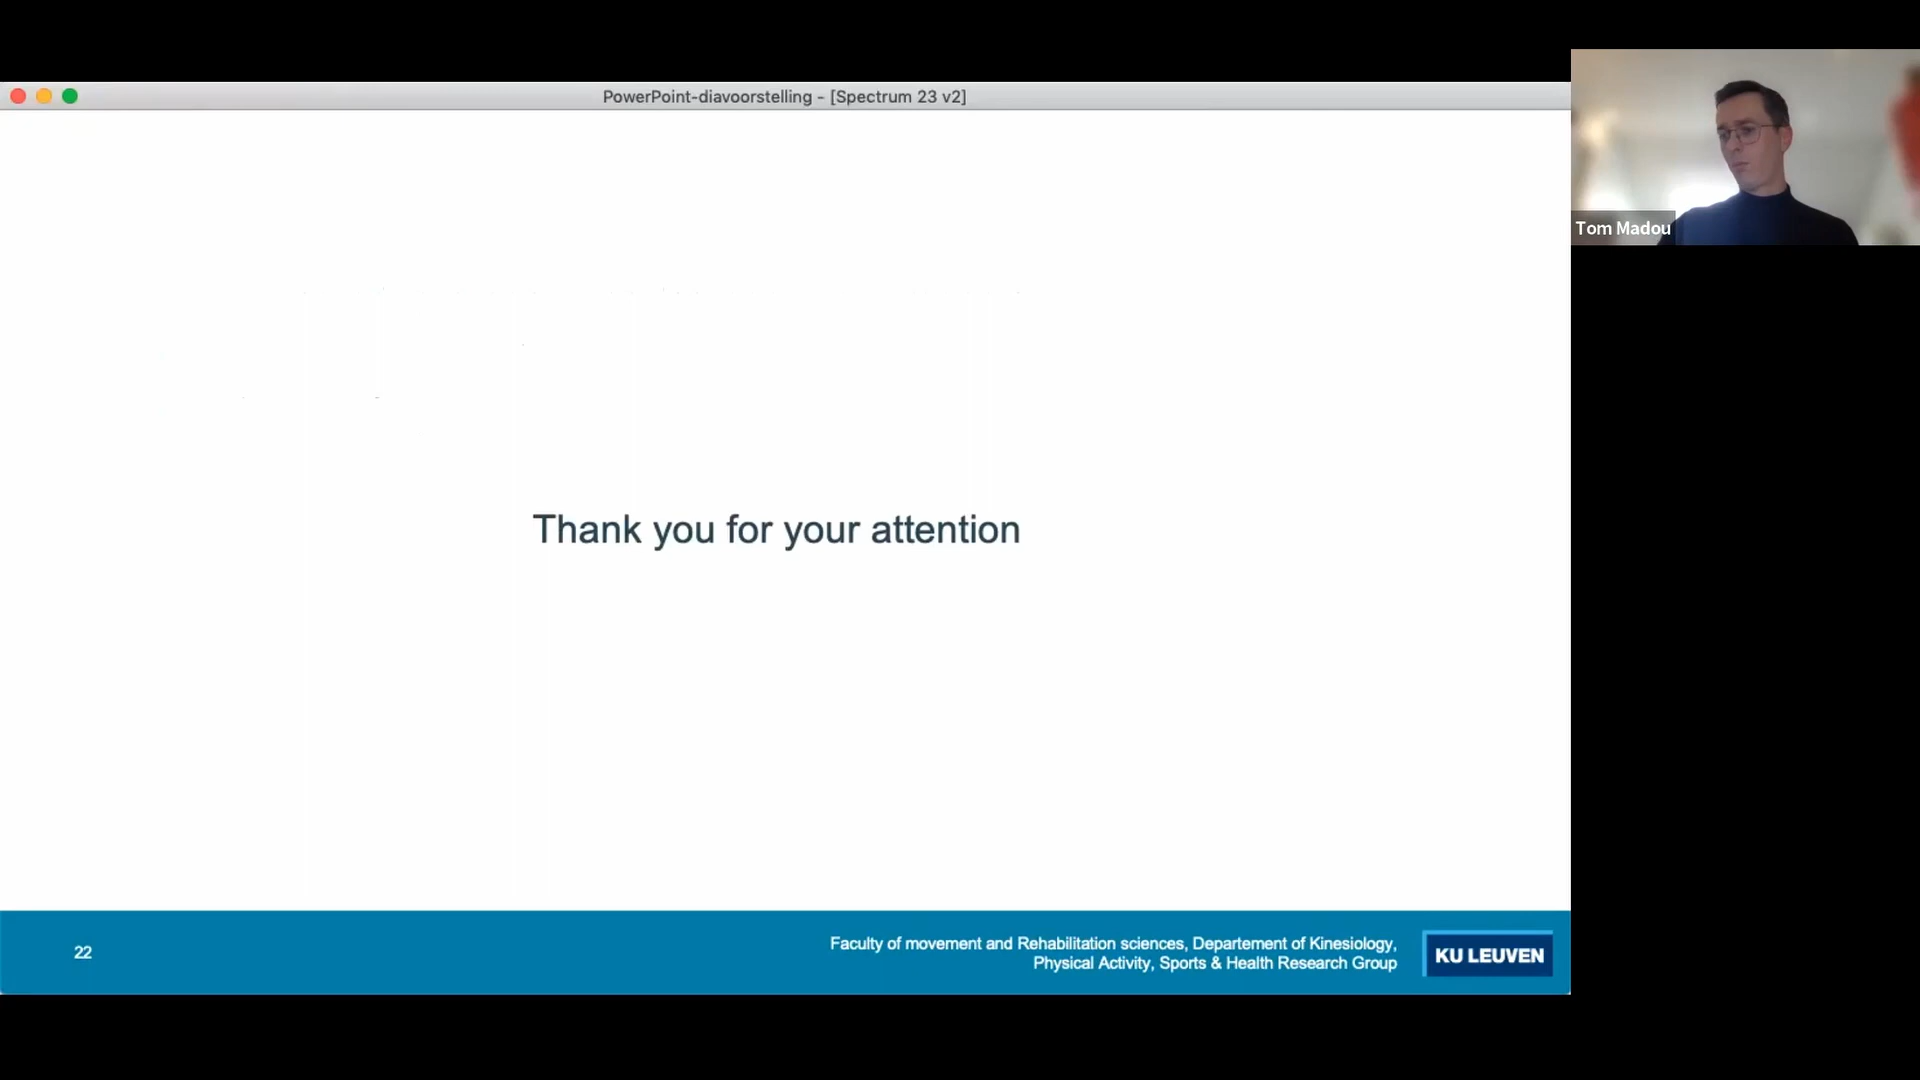 PowerPoint-diavoorstelling - [Spectrum 23 v2]
Tom Madou
Thank you for your attention
22
Faculty of movement and Rehabilitation sciences, Departement of Kinesiology,
Physical Activity, Sports & Health Research Group
KU LEUVEN